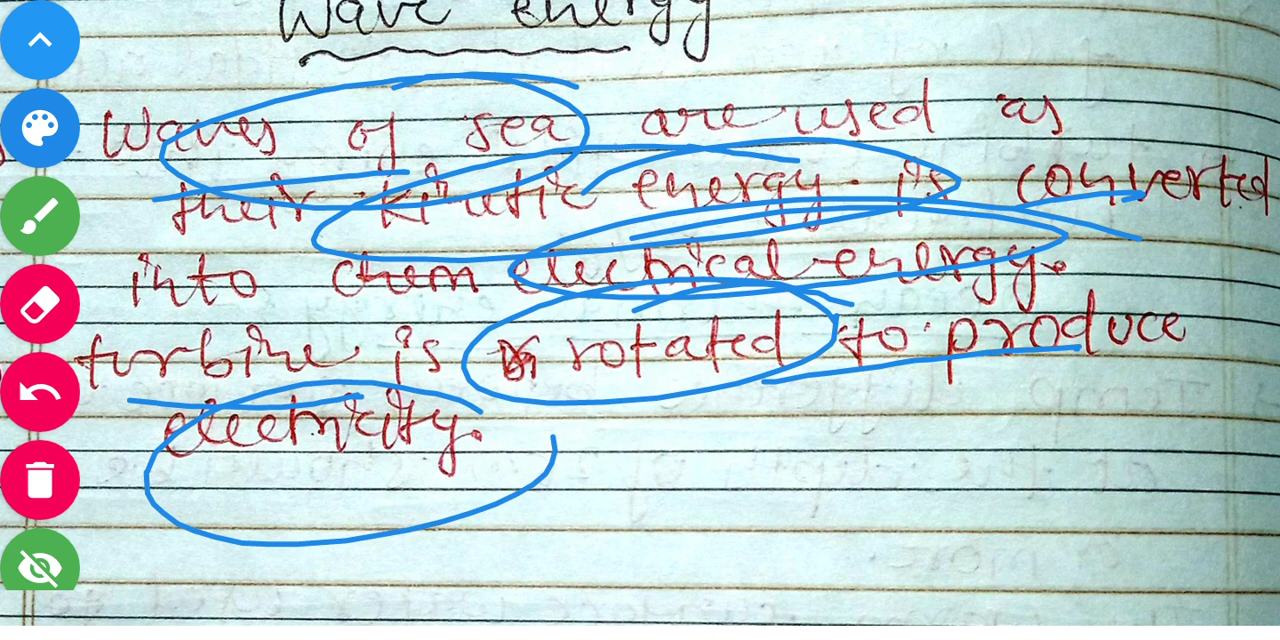 Wave energy
Waves of sea are used as
their kinetic energy is converted
into chem electrical energy.
turbine is rotated to produce
electricity.